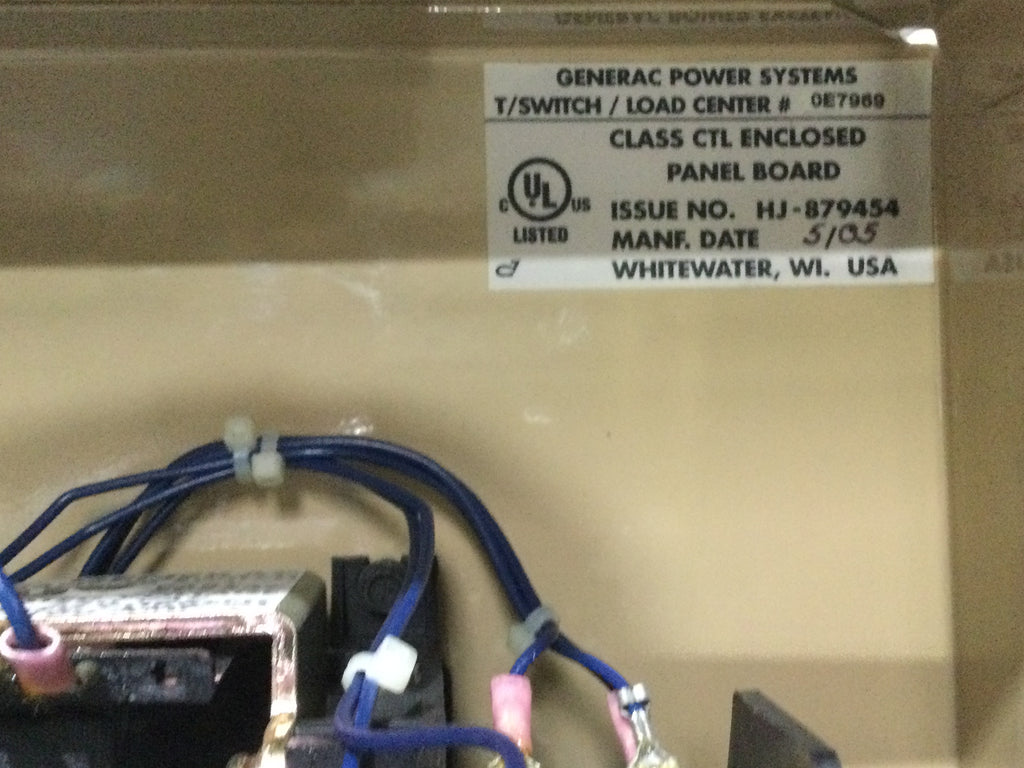 GENERAC POWER SYSTEMS
T/SWITCH / LOAD CENTER # 0E7969
CLASS CTL ENCLOSED
PANEL BOARD
C UL US
LISTED
ISSUE NO. HJ-879454
MANF. DATE 5/05
WHITEWATER, WI. USA